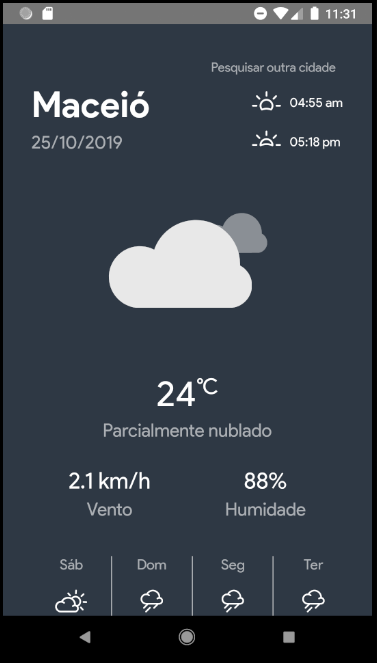 11:31
Pesquisar outra cidade
Maceió
04:55 am
25/10/2019
05:18 pm
24°C
Parcialmente nublado
2.1 km/h 88%
Vento Humidade
Sáb Dom Seg Ter